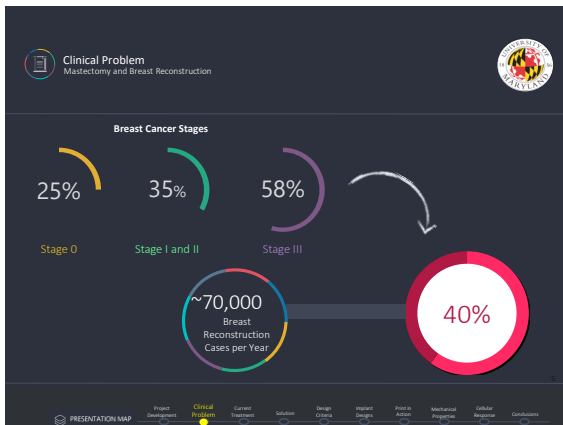 Clinical Problem
Mastectomy and Breast Reconstruction
UNIVERSITY OF
18 56
MARYLAND
Breast Cancer Stages
25%
35%
58%
Stage 0
Stage I and II
Stage III
~70,000
Breast
Reconstruction
Cases per Year
40%
5
PRESENTATION MAP
Project
Development
Clinical
Problem
Current
Treatment
Solution
Design
Criteria
Implant
Designs
Print in
Action
Mechanical
Properties
Cellular
Response
Conclusions